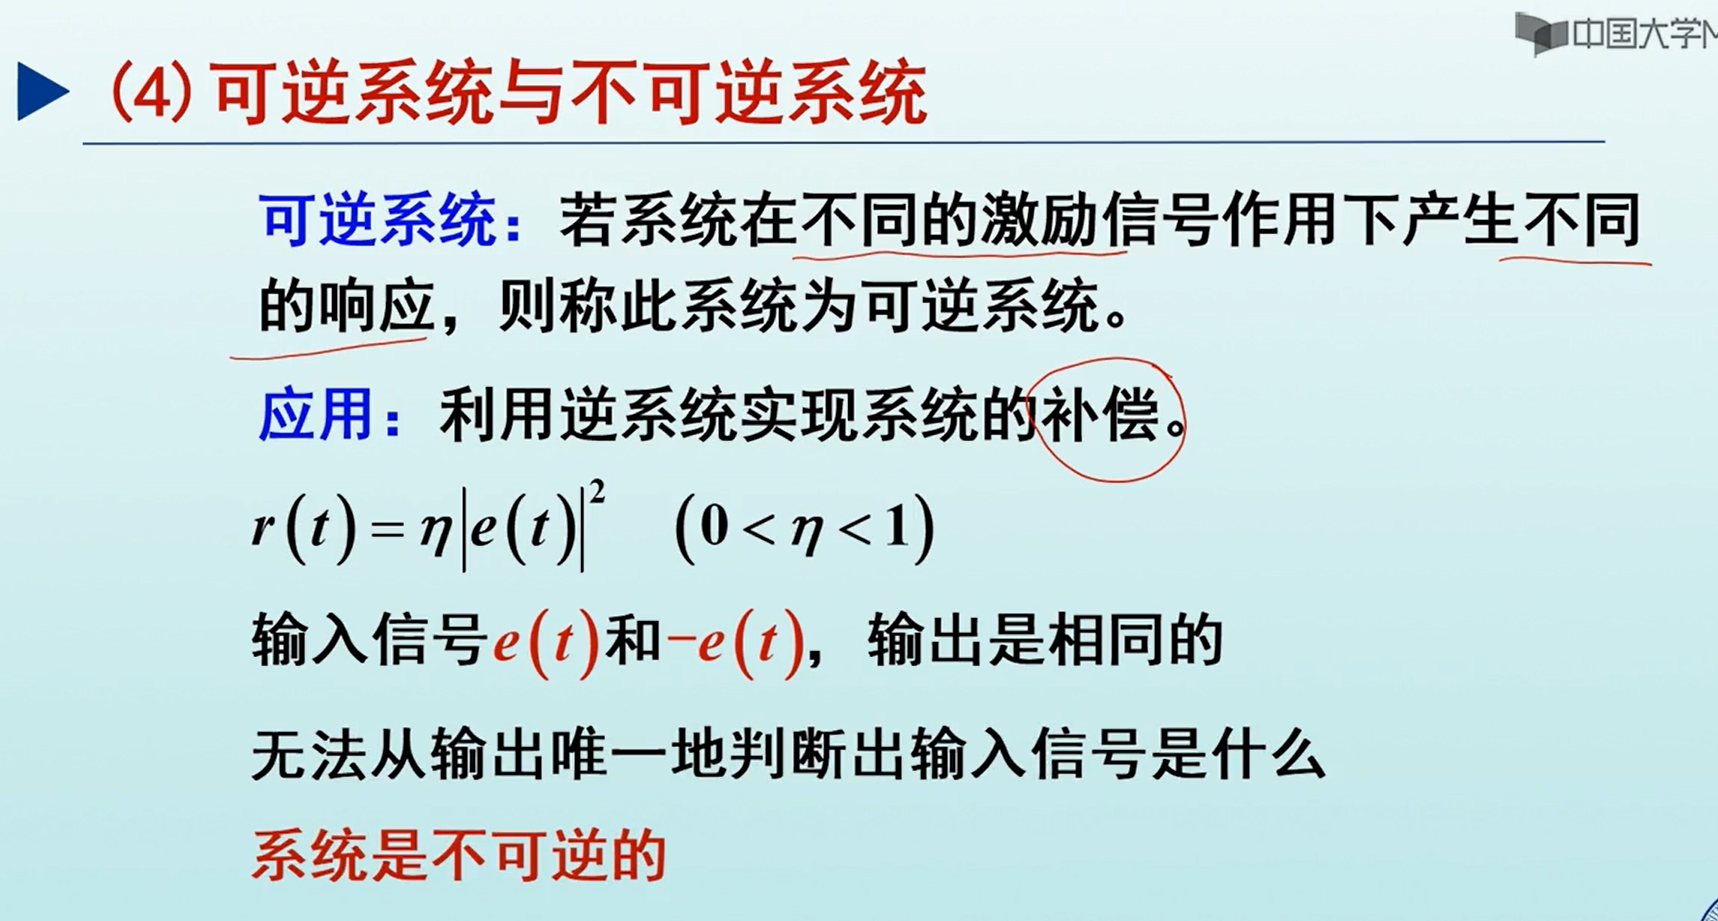 中国大学M
(4)可逆系统与不可逆系统
可逆系统：若系统在不同的激励信号作用下产生不同
的响应，则称此系统为可逆系统。
应用：利用逆系统实现系统的补偿。
r(t)=η|e(t)|² (0<η<1)
输入信号e(t)和-e(t)，输出是相同的
无法从输出唯一地判断出输入信号是什么
系统是不可逆的